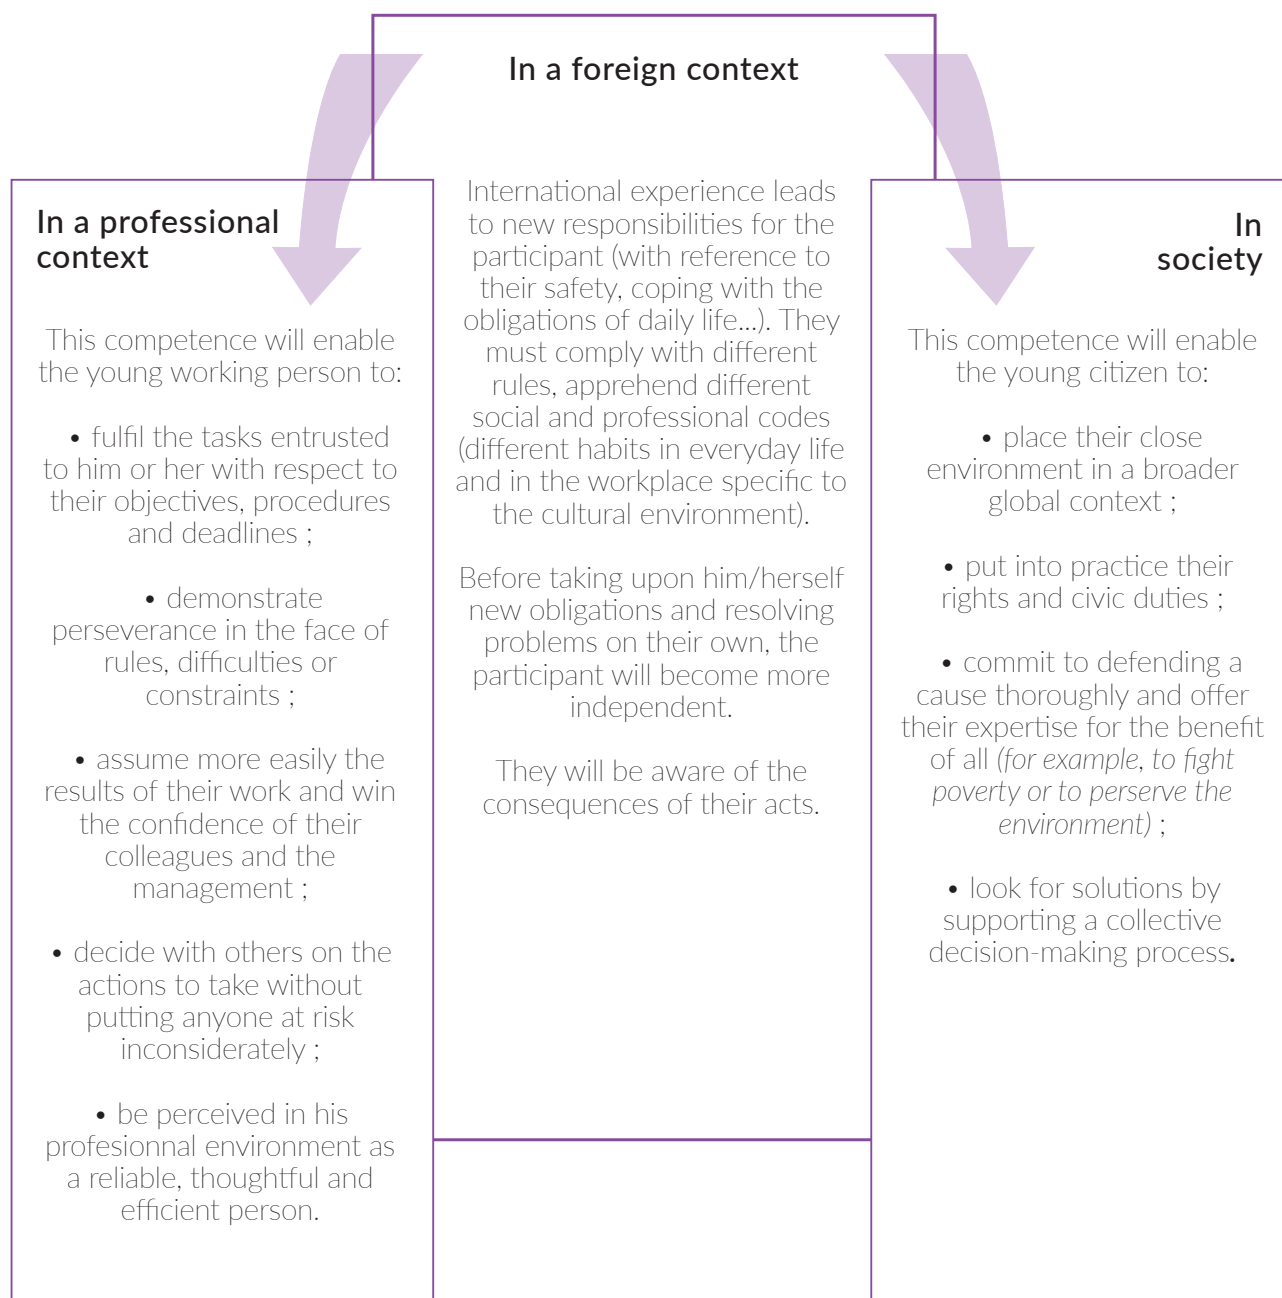 In a foreign context
International experience leads
to new responsibilities for the
participant (with reference to
their safety, coping with the
obligations of daily life...). They
must comply with different
rules, apprehend different
social and professional codes
(different habits in everyday life
and in the workplace specific to
the cultural environment).
Before taking upon him/herself
new obligations and resolving
problems on their own, the
participant will become more
independent.
They will be aware of the
consequences of their acts.
In a professional
context
This competence will enable
the young working person to:
• fulfil the tasks entrusted
to him or her with respect to
their objectives, procedures
and deadlines ;
• demonstrate
perseverance in the face of
rules, difficulties or
constraints ;
• assume more easily the
results of their work and win
the confidence of their
colleagues and the
management ;
• decide with others on the
actions to take without
putting anyone at risk
inconsiderately ;
• be perceived in his
profesionnal environment as
a reliable, thoughtful and
efficient person.
In
society
This competence will enable
the young citizen to:
• place their close
environment in a broader
global context ;
• put into practice their
rights and civic duties ;
• commit to defending a
cause thoroughly and offer
their expertise for the benefit
of all (for example, to fight
poverty or to perserve the
environment) ;
• look for solutions by
supporting a collective
decision-making process.